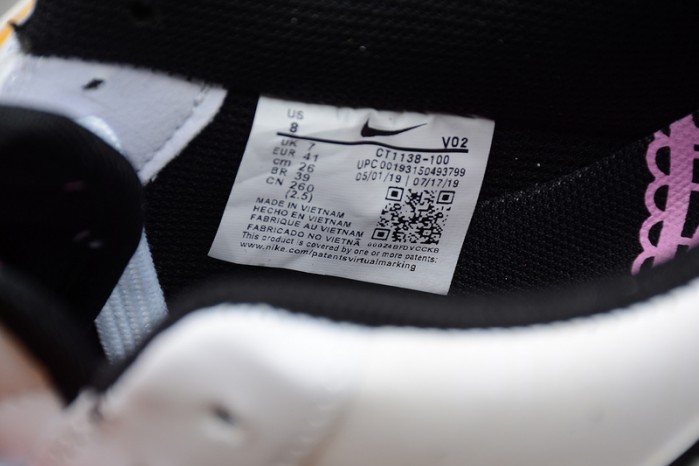 US
8
UK 7
EUR 41
cm 26
BR 39
CN 260
(2.5)
V02
CT1138-100
UPC 00193150493799
05/01/19 | 07/17/19
MADE IN VIETNAM
HECHO EN VIETNAM
FABRIQUE AU VIETNAM
FABRICADO NO VIETNÃ
This product is covered by one or more patents:
www.nike.com/patentsvirtualmarking